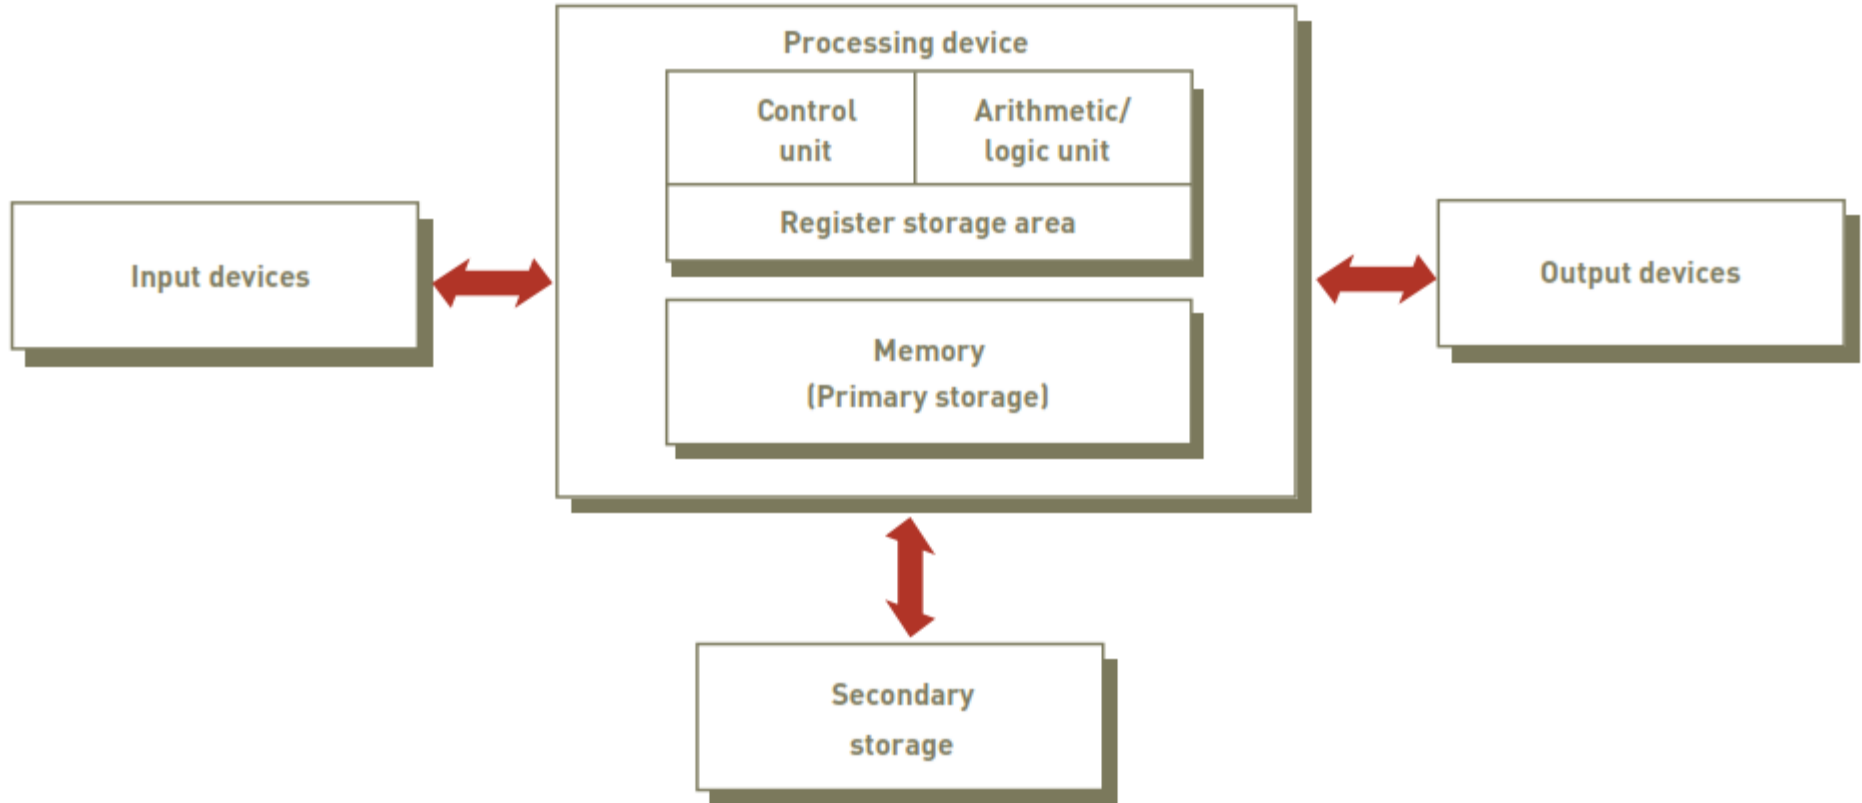 Processing device
Control
unit
Arithmetic/
logic unit
Register storage area
Input devices
Output devices
Memory
(Primary storage)
Secondary
storage